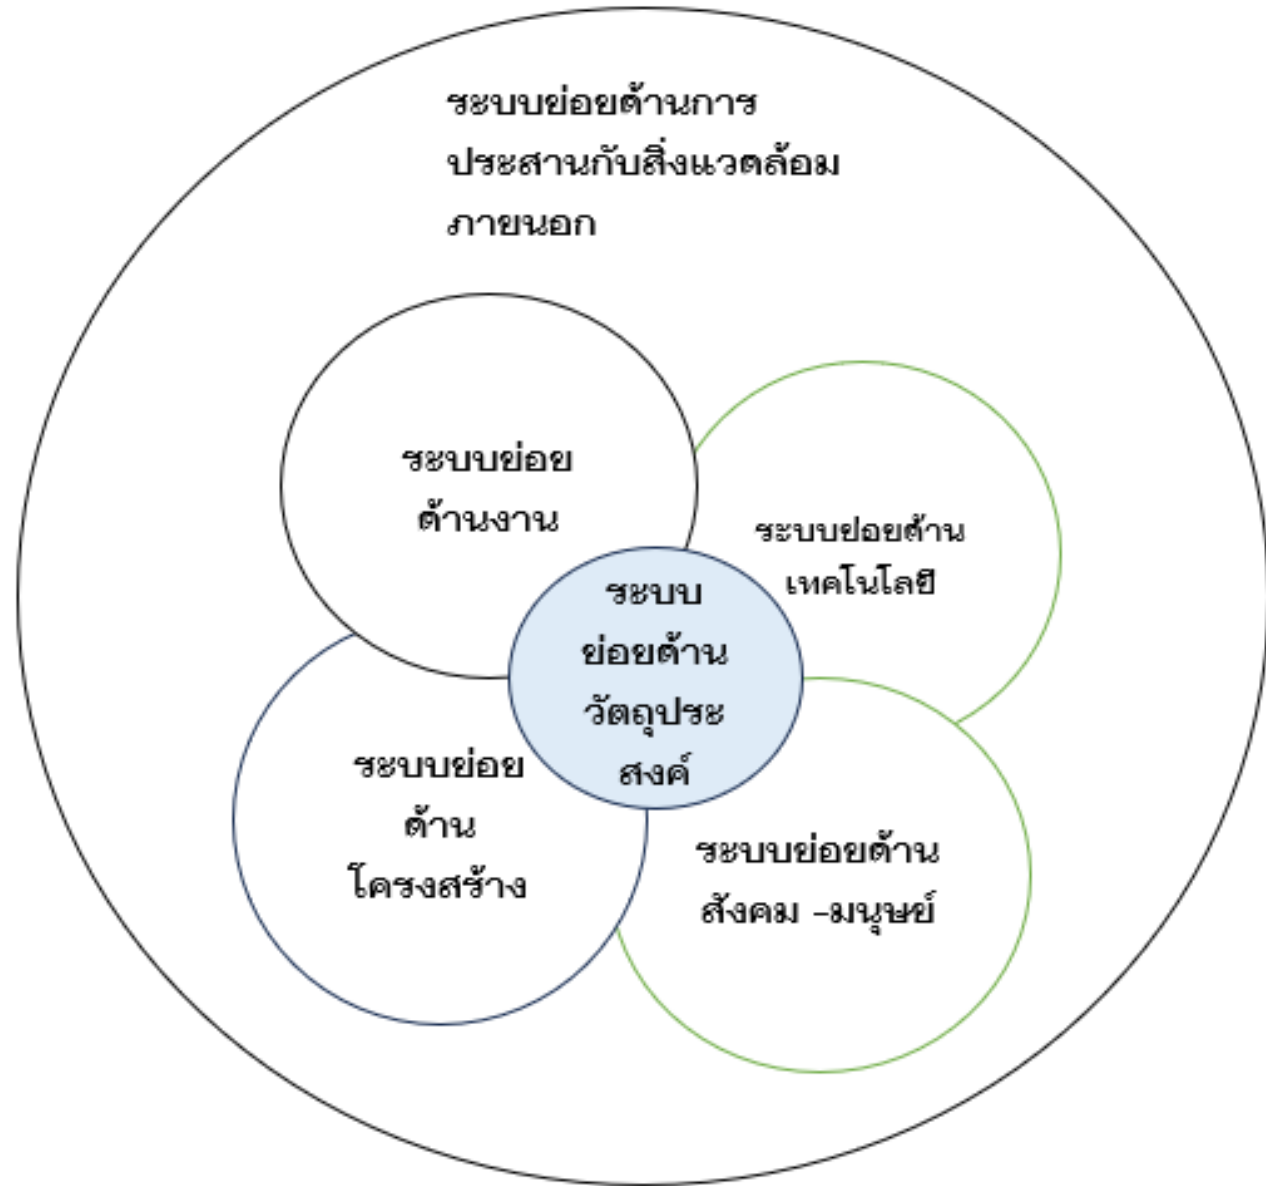 ระบบย่อยด้านการ
ประสานกับสิ่งแวดล้อม
ภายนอก
ระบบย่อย
ด้านงาน
ระบบย่อยด้าน
เทคโนโลยี
ระบบ
ย่อยด้าน
วัตถุประ
สงค์
ระบบย่อย
ด้าน
โครงสร้าง
ระบบย่อยด้าน
สังคม -มนุษย์